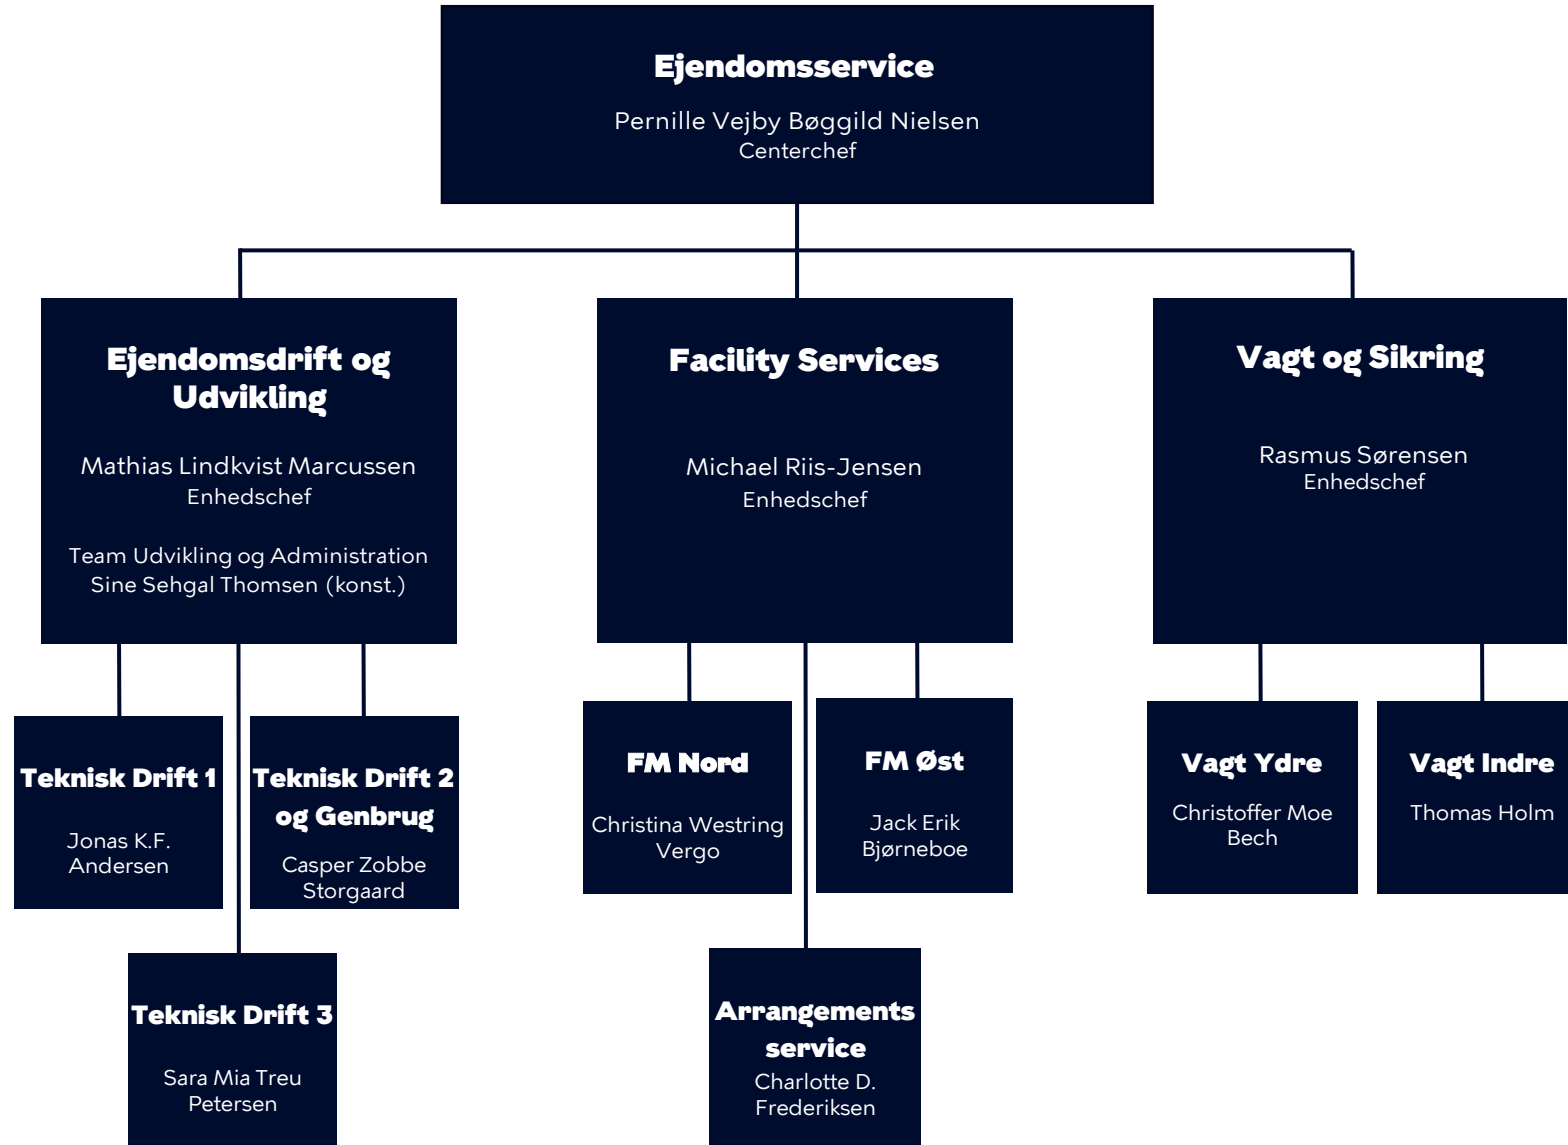 Ejendomsservice
Pernille Vejby Bøggild Nielsen
Centerchef
Ejendomsdrift og
Udvikling
Mathias Lindkvist Marcussen
Enhedschef
Team Udvikling og Administration
Sine Sehgal Thomsen (konst.)
Facility Services
Michael Riis-Jensen
Enhedschef
Vagt og Sikring
Rasmus Sørensen
Enhedschef
Teknisk Drift 1
Jonas K.F.
Andersen
Teknisk Drift 2
og Genbrug
Casper Zobbe
Storgaard
Teknisk Drift 3
Sara Mia Treu
Petersen
FM Nord
Christina Westring
Vergo
FM Øst
Jack Erik
Bjørneboe
Arrangements
service
Charlotte D.
Frederiksen
Vagt Ydre
Christoffer Moe
Bech
Vagt Indre
Thomas Holm